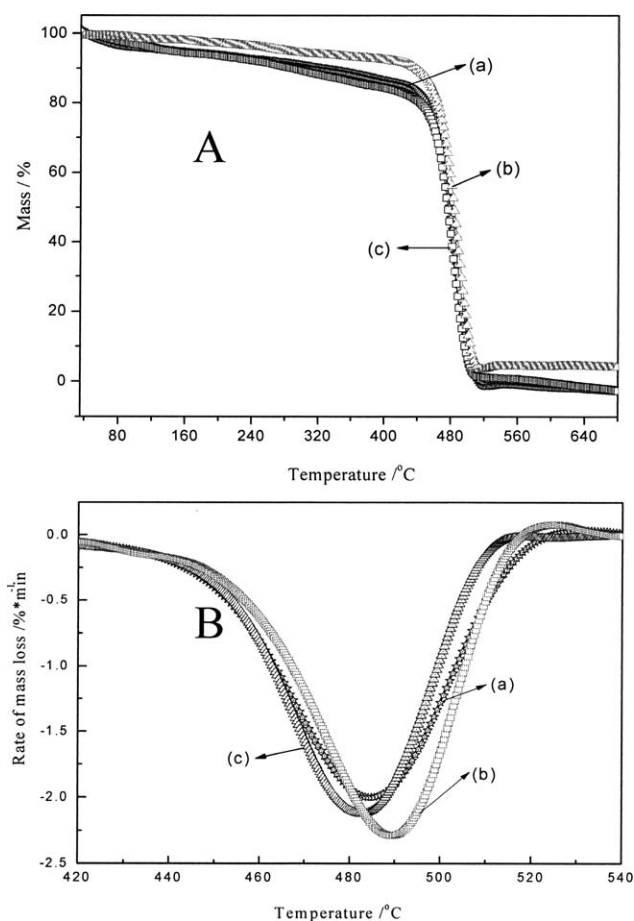 100
80
60
40
20
0
Mass / %
A
(a)
(b)
(c)
80 160 240 320 400 480 560 640
Temperature /°C
0.0
-0.5
-1.0
-1.5
-2.0
-2.5
Rate of mass loss /%*min⁻¹.
B
(a)
(c)
(b)
420 440 460 480 500 520 540
Temperature /°C